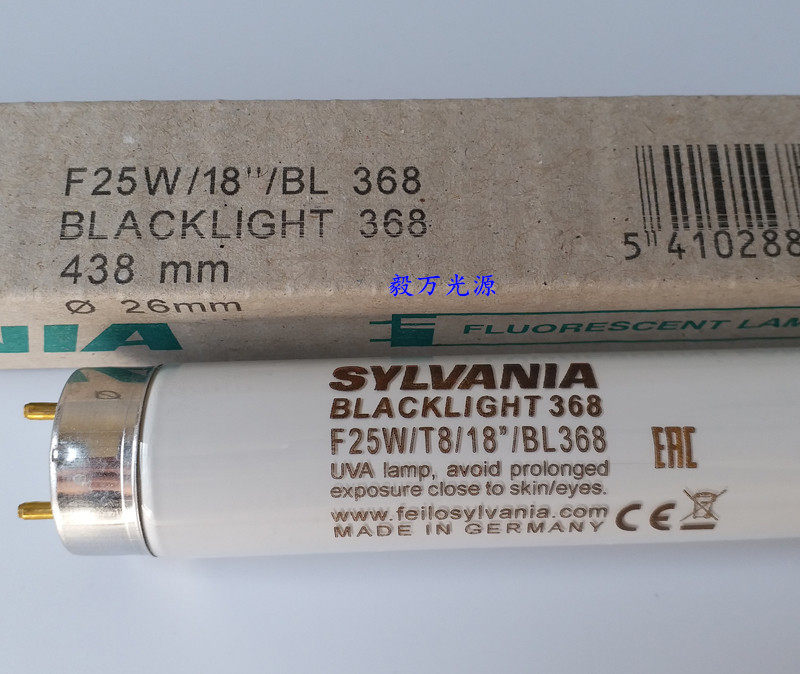 F25W/18"/BL 368
BLACKLIGHT 368
438 mm
Ø 26mm
5 410288
毅万光源
NIA
FLUORESCENT LAM
SYLVANIA
BLACKLIGHT 368
F25W/T8/18"/BL368
UVA lamp, avoid prolonged
exposure close to skin/eyes.
www.feilosylvania.com
MADE IN GERMANY
EAC
CE